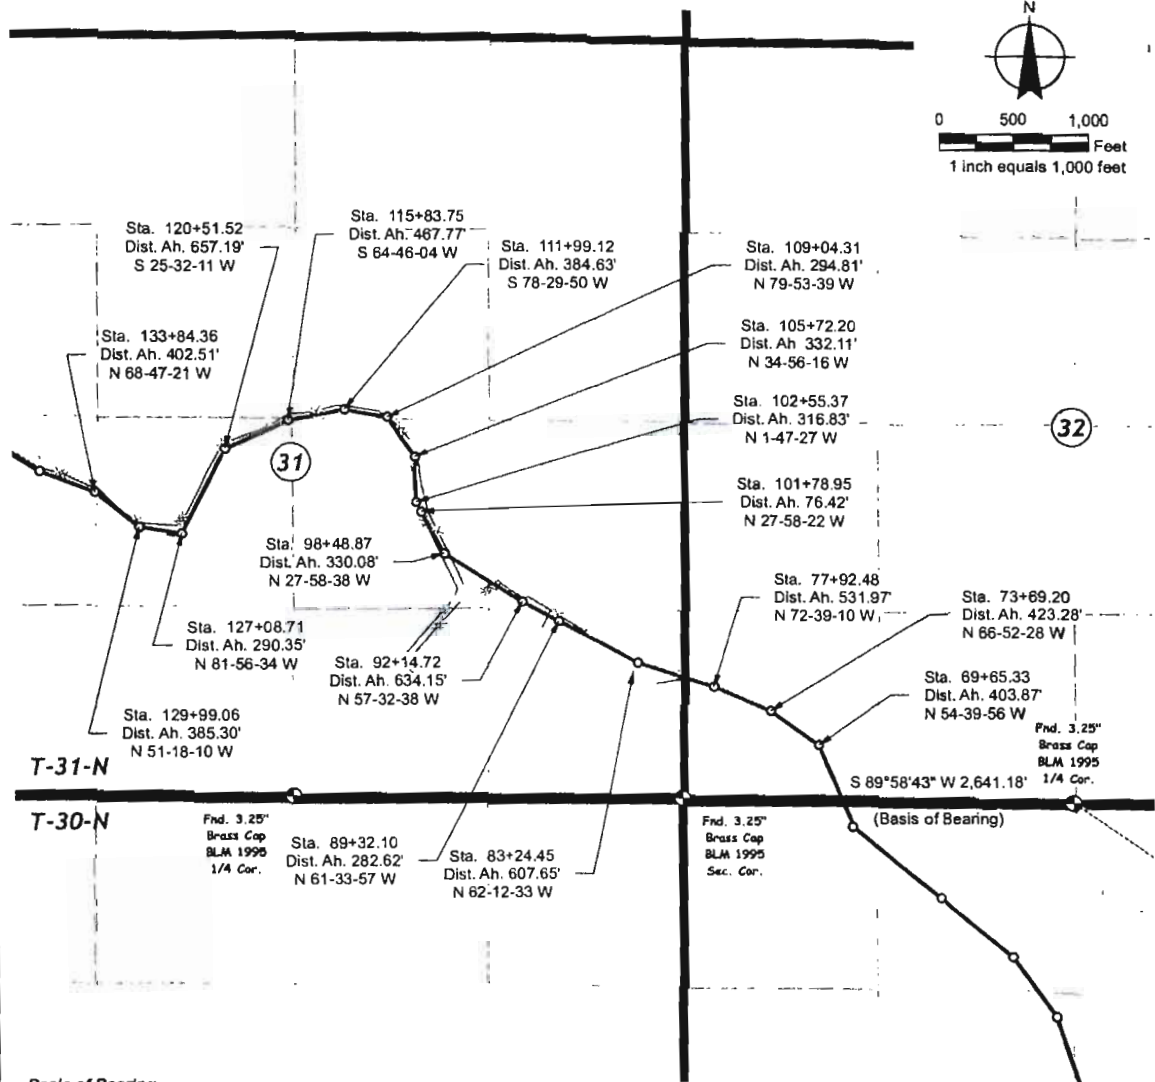 N
0 500 1,000
Feet
1 inch equals 1,000 feet
Sta. 120+51.52
Dist. Ah. 657.19'
S 25-32-11 W
Sta. 115+83.75
Dist. Ah. 467.77'
S 64-46-04 W
Sta. 111+99.12
Dist. Ah. 384.63'
S 78-29-50 W
Sta. 109+04.31
Dist. Ah. 294.81'
N 79-53-39 W
Sta. 133+84.36
Dist. Ah. 402.51'
N 68-47-21 W
Sta. 105+72.20
Dist. Ah 332.11'
N 34-56-16 W
Sta. 102+55.37
Dist. Ah. 316.83'
N 1-47-27 W
31
32
Sta. 101+78.95
Dist. Ah. 76.42'
N 27-58-22 W
Sta. 98+48.87
Dist. Ah. 330.08'
N 27-58-38 W
Sta. 77+92.48
Dist. Ah. 531.97'
N 72-39-10 W
Sta. 73+69.20
Dist. Ah. 423.28'
N 66-52-28 W
Sta. 127+08.71
Dist. Ah. 290.35'
N 81-56-34 W
Sta. 92+14.72
Dist. Ah. 634.15'
N 57-32-38 W
Sta. 69+65.33
Dist. Ah. 403.87'
N 54-39-56 W
Sta. 129+99.06
Dist. Ah. 385.30'
N 51-18-10 W
Fnd. 3.25"
Brass Cap
BLM 1995
1/4 Cor.
T-31-N
S 89°58'43" W 2,641.18'
T-30-N
(Basis of Bearing)
Fnd. 3.25"
Brass Cap
BLM 1995
1/4 Cor.
Fnd. 3.25"
Brass Cap
BLM 1995
Sec. Cor.
Sta. 89+32.10
Dist. Ah. 282.62'
N 61-33-57 W
Sta. 83+24.45
Dist. Ah. 607.65'
N 62-12-33 W
Basis of Bearing